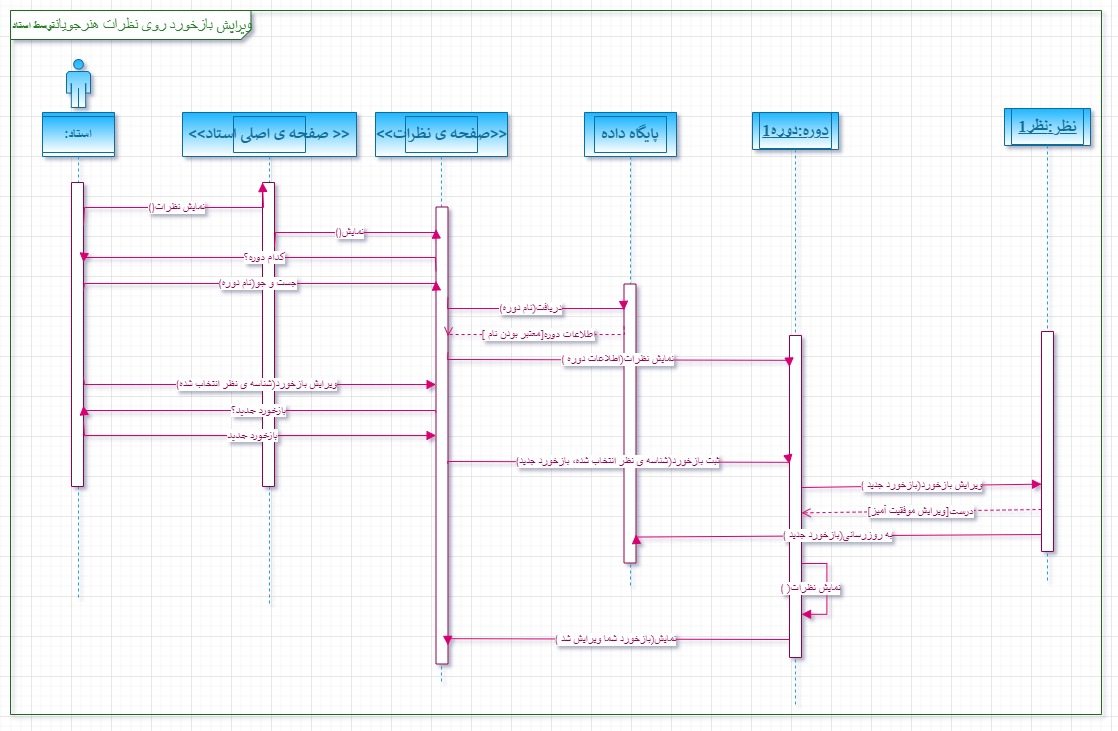 ویرایش بازخورد روی نظرات هنرجویان توسط استاد
استاد:
<< صفحه ی اصلی استاد>>
<<صفحه ی نظرات>>
پایگاه داده
دوره:دوره1
نظر:نظر1
نمایش نظرات()
نمایش()
کدام دوره؟
جست و جو(نام دوره)
دریافت(نام دوره)
اطلاعات دوره[معتبر بودن نام ]
نمایش نظرات(اطلاعات دوره )
ویرایش بازخورد(شناسه ی نظر انتخاب شده)
بازخورد جدید؟
بازخورد جدید
ثبت بازخورد(شناسه ی نظر انتخاب شده، بازخورد جدید)
ویرایش بازخورد(بازخورد جدید )
درست[ویرایش موفقیت آمیز]
به روزرسانی(بازخورد جدید )
نمایش نظرات( )
نمایش(بازخورد شما ویرایش شد )